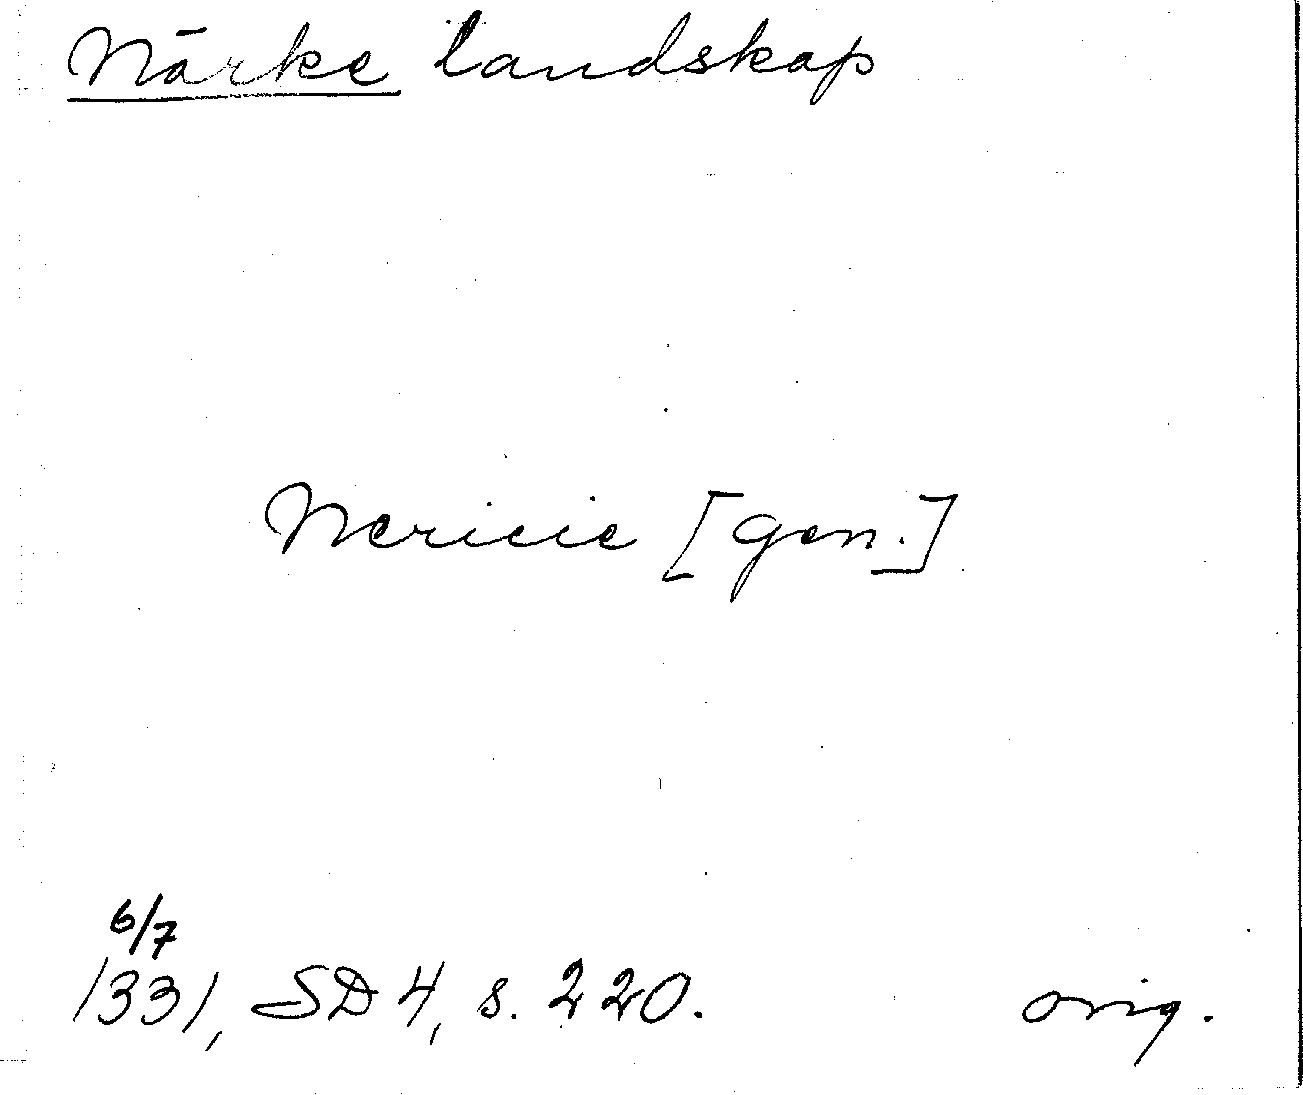 Närke landskap
Nericie [gen.]
6/7
1331, SD 4, s. 220. orig.